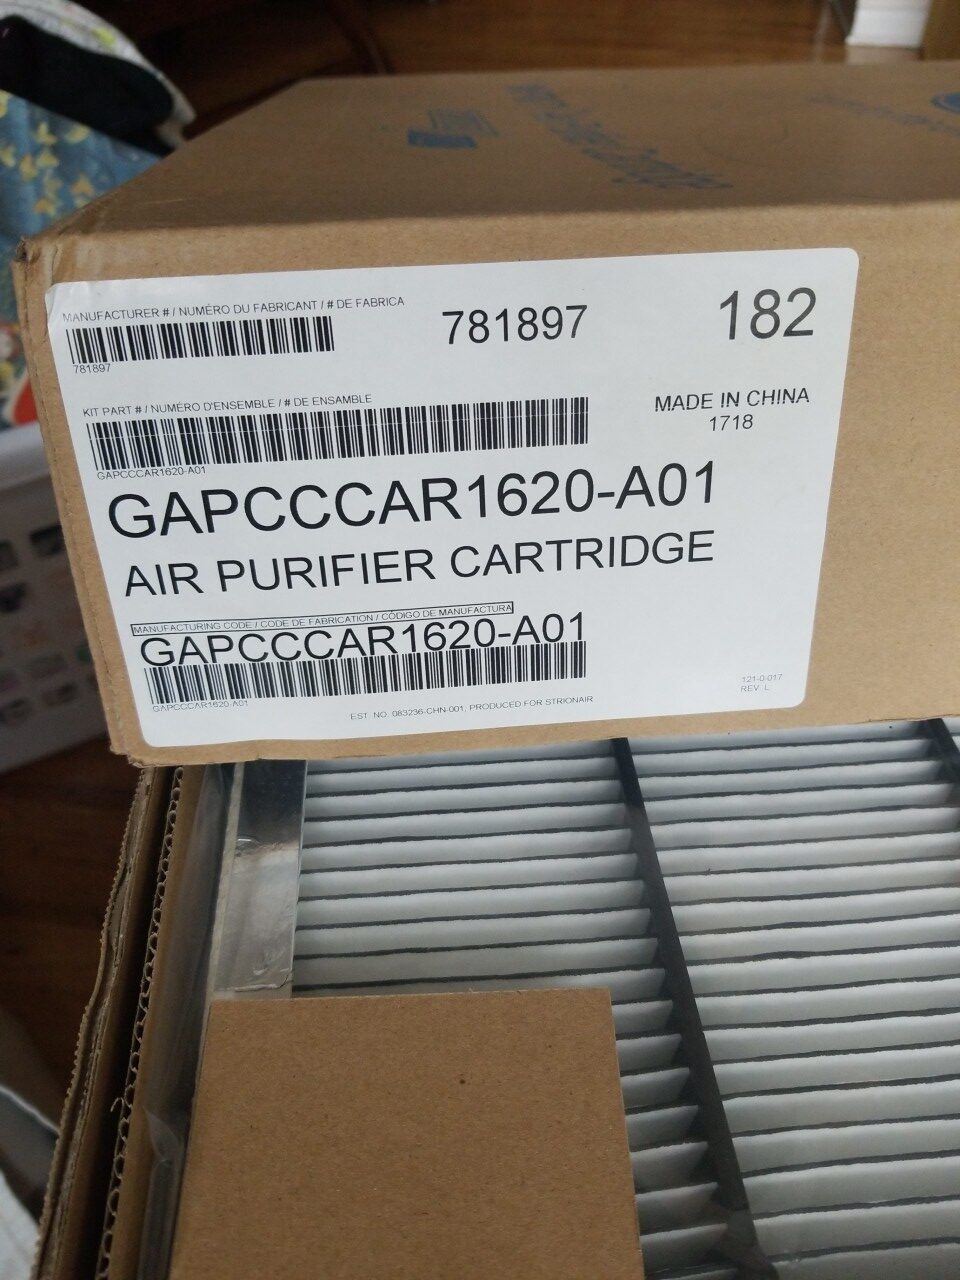 MANUFACTURER # / NUMÉRO DU FABRICANT / # DE FABRICA
781897
781897
182
KIT PART # / NUMÉRO D'ENSEMBLE / # DE ENSAMBLE
GAPCCCAR1620-A01
MADE IN CHINA
1718
GAPCCCAR1620-A01
AIR PURIFIER CARTRIDGE
MANUFACTURING CODE / CODE DE FABRICATION / CÓDIGO DE MANUFACTURA
GAPCCCAR1620-A01
GAPCCCAR1620-A01
EST. NO. 083236-CHN-001, PRODUCED FOR STRIONAIR
121-0-017
REV. L